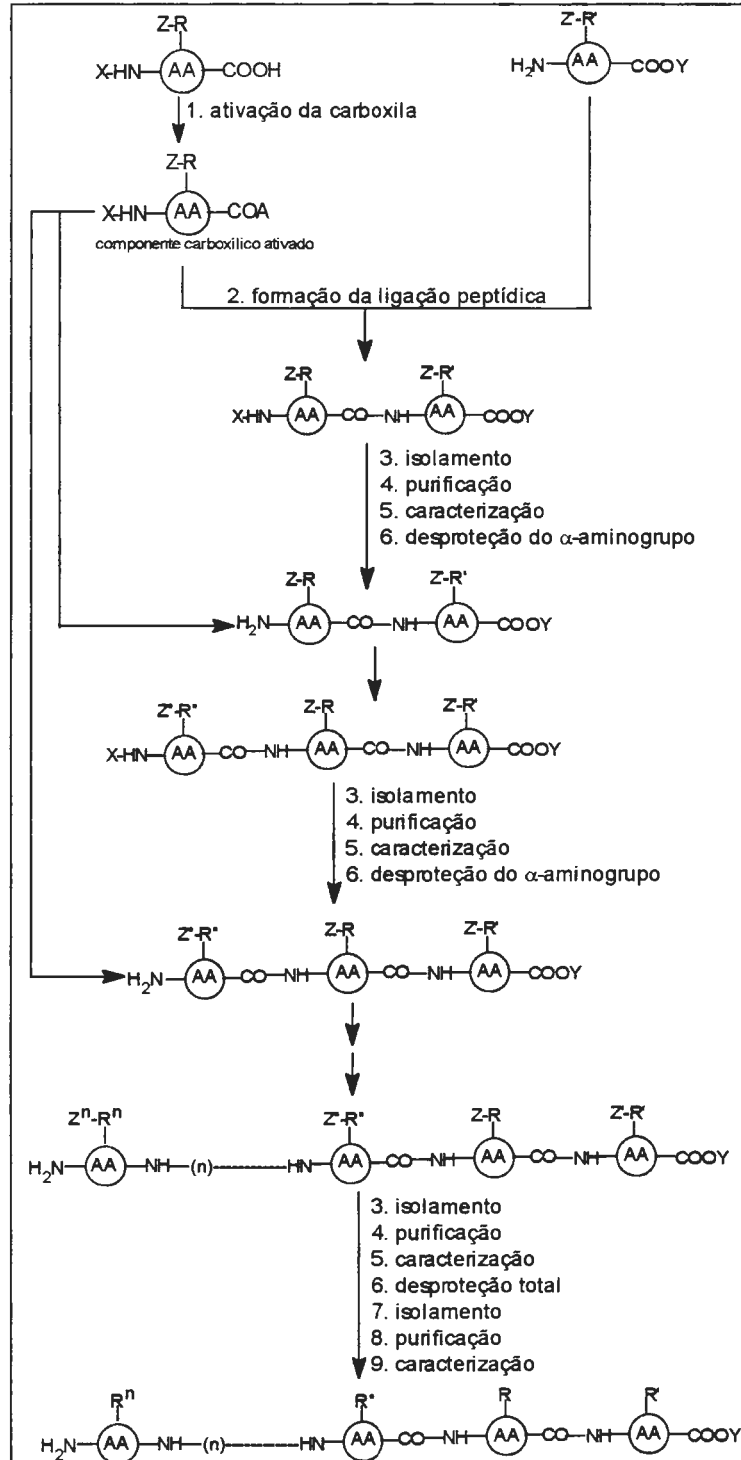 Z-R Z'-R'
X-HN AA COOH H₂N AA COOY
1. ativação da carboxila
Z-R
X-HN AA COA
componente carboxílico ativado
2. formação da ligação peptídica
Z-R Z'-R'
X-HN AA CO NH AA COOY
3. isolamento
4. purificação
5. caracterização
6. desproteção do α-aminogrupo
Z-R Z'-R'
H₂N AA CO NH AA COOY
Z"-R" Z-R Z'-R'
X-HN AA CO NH AA CO NH AA COOY
3. isolamento
4. purificação
5. caracterização
6. desproteção do α-aminogrupo
Z"-R" Z-R Z'-R'
H₂N AA CO NH AA CO NH AA COOY
Zⁿ-Rⁿ Z"-R" Z-R Z'-R'
H₂N AA NH (n) HN AA CO NH AA CO NH AA COOY
3. isolamento
4. purificação
5. caracterização
6. desproteção total
7. isolamento
8. purificação
9. caracterização
Rⁿ R" R R'
H₂N AA NH (n) HN AA CO NH AA CO NH AA COOY